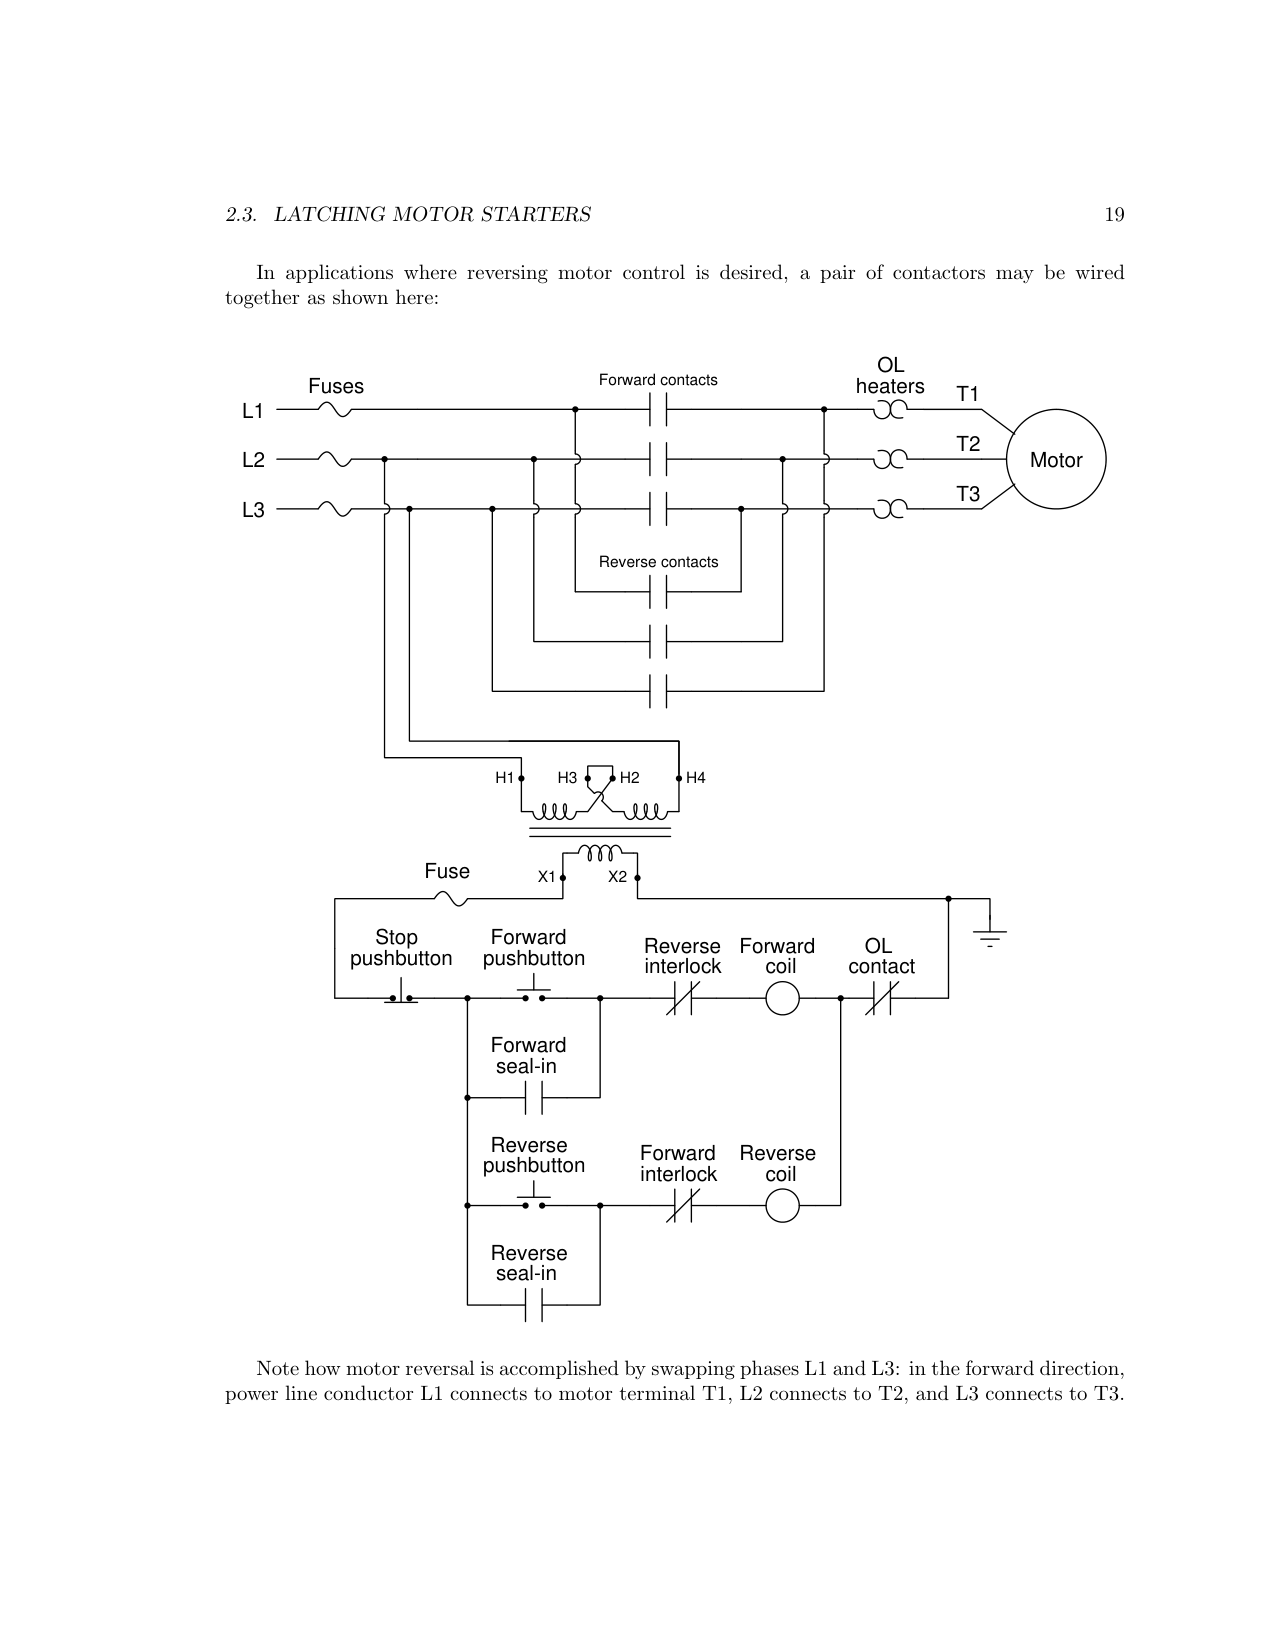 2.3. LATCHING MOTOR STARTERS 19
In applications where reversing motor control is desired, a pair of contactors may be wired
together as shown here:
OL
heaters
Fuses
Forward contacts
T1
L1
T2
L2
Motor
T3
L3
Reverse contacts
H1 H3 H2 H4
Fuse
X1 X2
Stop
pushbutton
Forward
pushbutton
Reverse
interlock
Forward
coil
OL
contact
Forward
seal-in
Reverse
pushbutton
Forward
interlock
Reverse
coil
Reverse
seal-in
Note how motor reversal is accomplished by swapping phases L1 and L3: in the forward direction,
power line conductor L1 connects to motor terminal T1, L2 connects to T2, and L3 connects to T3.